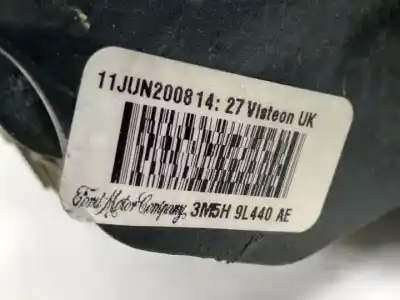 11JUN2008 14:27 Visteon UK
Ford Motor Company, 3M5H 9L440 AE